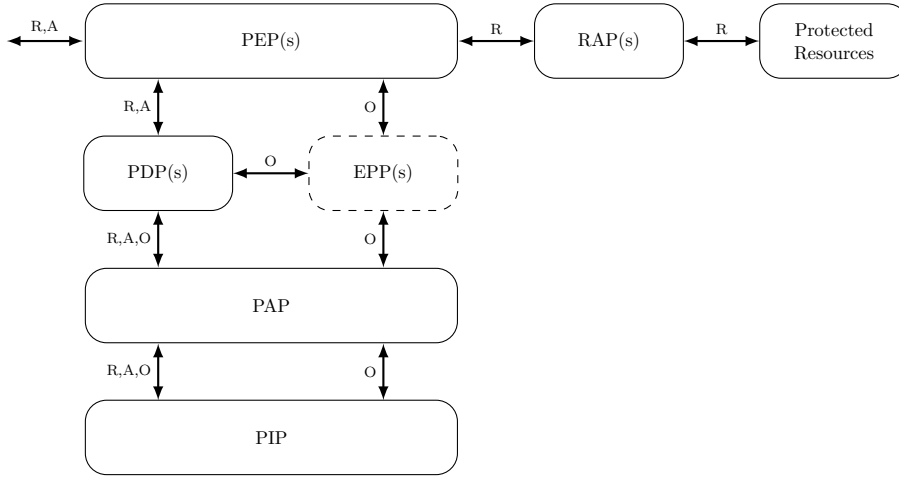 R,A
PEP(s)
R
RAP(s)
R
Protected
Resources
R,A
O
PDP(s)
O
EPP(s)
R,A,O
O
PAP
R,A,O
O
PIP